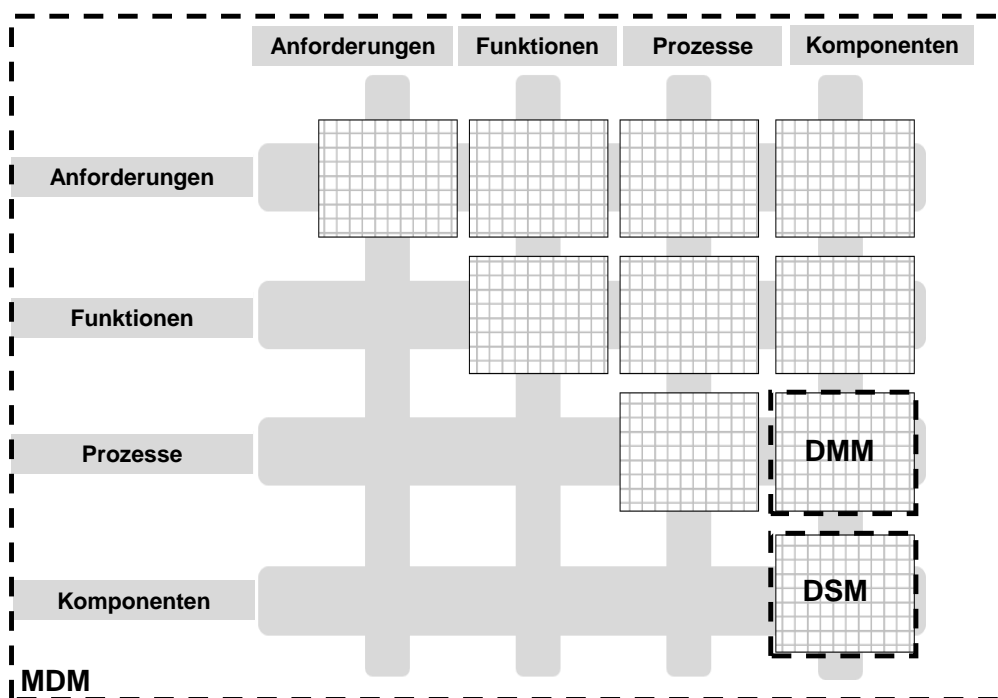 Anforderungen Funktionen Prozesse Komponenten
Anforderungen
Funktionen
Prozesse
DMM
Komponenten
DSM
MDM